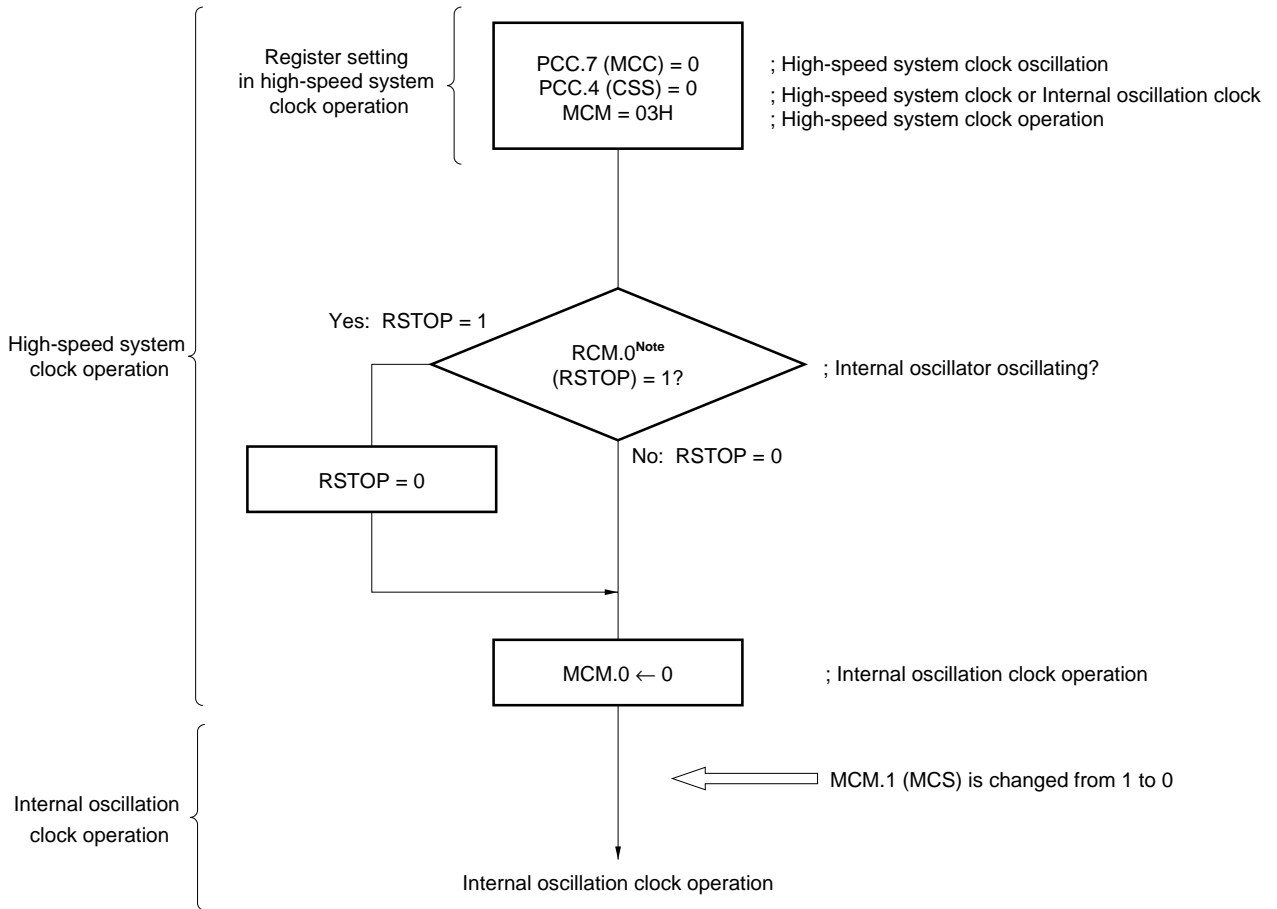 Register setting
in high-speed system
clock operation
PCC.7 (MCC) = 0
PCC.4 (CSS) = 0
MCM = 03H
; High-speed system clock oscillation
; High-speed system clock or Internal oscillation clock
; High-speed system clock operation
High-speed system
clock operation
Yes: RSTOP = 1
RCM.0Note
(RSTOP) = 1?
; Internal oscillator oscillating?
No: RSTOP = 0
RSTOP = 0
MCM.0 ← 0
; Internal oscillation clock operation
MCM.1 (MCS) is changed from 1 to 0
Internal oscillation
clock operation
Internal oscillation clock operation